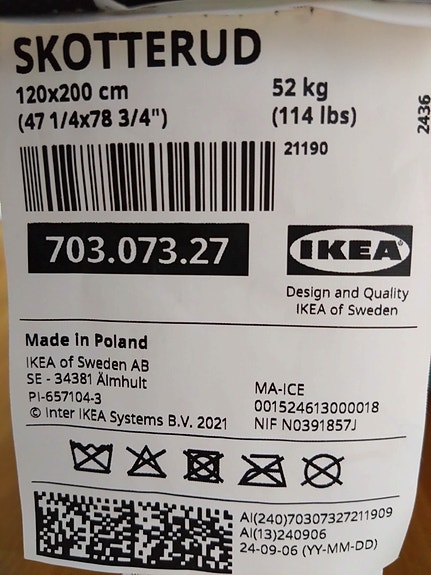 SKOTTERUD
120x200 cm
(47 1/4x78 3/4")
52 kg
(114 lbs)
2436
21190
703.073.27
IKEA®
Design and Quality
IKEA of Sweden
Made in Poland
IKEA of Sweden AB
SE - 34381 Älmhult
PI-657104-3
© Inter IKEA Systems B.V. 2021
MA-ICE
001524613000018
NIF N0391857J
AI(240)70307327211909
AI(13)240906
24-09-06 (YY-MM-DD)